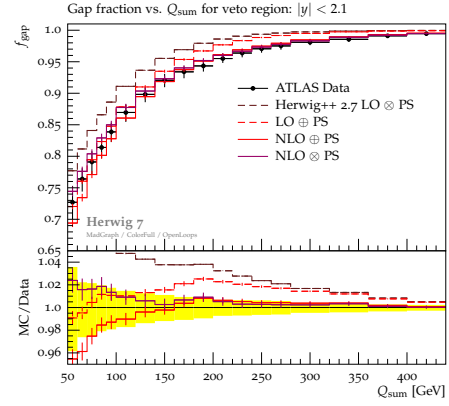 Gap fraction vs. Qsum for veto region: |y| < 2.1
fgap
1.0
0.95
0.9
0.85
0.8
0.75
0.7
0.65
ATLAS Data
Herwig++ 2.7 LO ⊗ PS
LO ⊕ PS
NLO ⊕ PS
NLO ⊗ PS
Herwig 7
MadGraph / ColorFull / OpenLoops
MC/Data
1.04
1.02
1.0
0.98
0.96
50 100 150 200 250 300 350 400
Qsum [GeV]